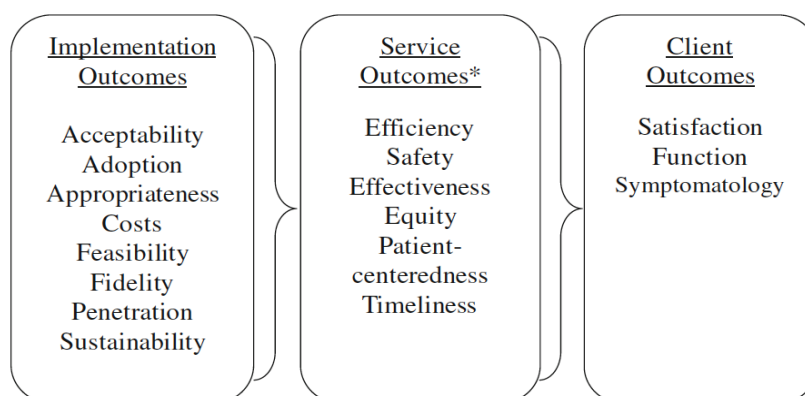 Implementation
Outcomes
Acceptability
Adoption
Appropriateness
Costs
Feasibility
Fidelity
Penetration
Sustainability
Service
Outcomes*
Efficiency
Safety
Effectiveness
Equity
Patient-
centeredness
Timeliness
Client
Outcomes
Satisfaction
Function
Symptomatology